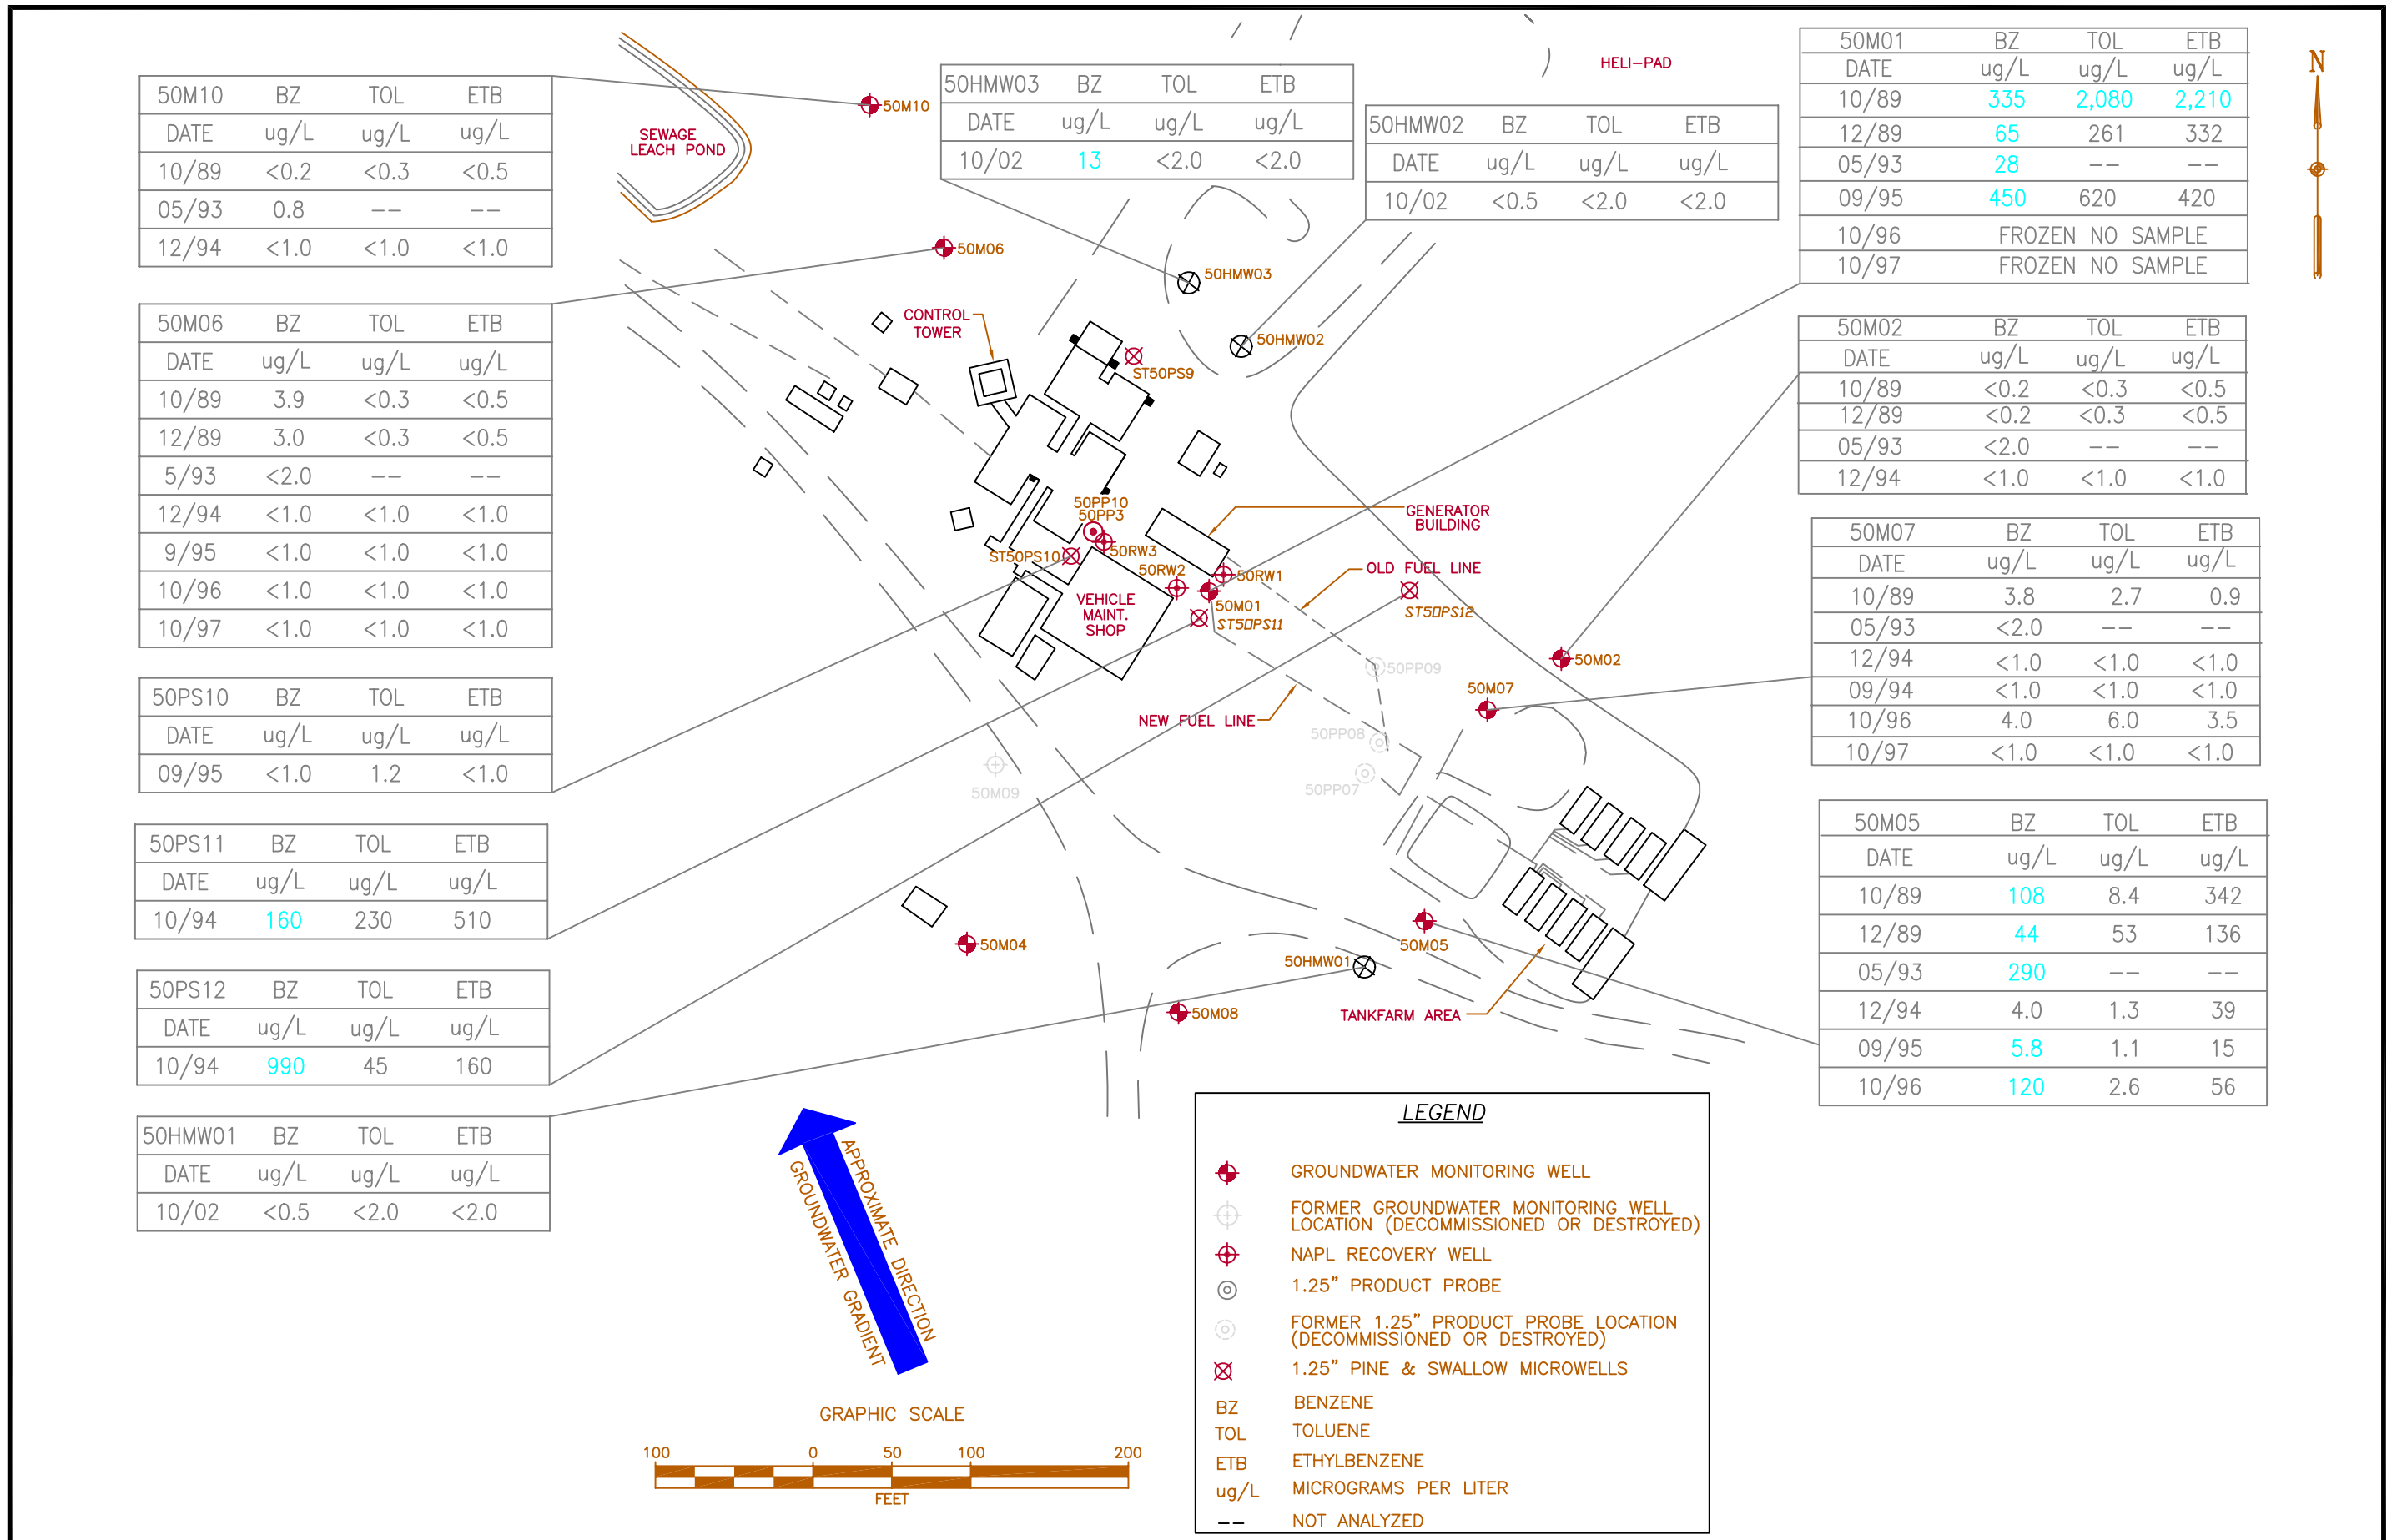 50M10 BZ TOL ETB
DATE ug/L ug/L ug/L
10/89 <0.2 <0.3 <0.5
05/93 0.8 -- --
12/94 <1.0 <1.0 <1.0
50M06 BZ TOL ETB
DATE ug/L ug/L ug/L
10/89 3.9 <0.3 <0.5
12/89 3.0 <0.3 <0.5
5/93 <2.0 -- --
12/94 <1.0 <1.0 <1.0
9/95 <1.0 <1.0 <1.0
10/96 <1.0 <1.0 <1.0
10/97 <1.0 <1.0 <1.0
50PS10 BZ TOL ETB
DATE ug/L ug/L ug/L
09/95 <1.0 1.2 <1.0
50PS11 BZ TOL ETB
DATE ug/L ug/L ug/L
10/94 160 230 510
50PS12 BZ TOL ETB
DATE ug/L ug/L ug/L
10/94 990 45 160
50HMW01 BZ TOL ETB
DATE ug/L ug/L ug/L
10/02 <0.5 <2.0 <2.0
50HMW03 BZ TOL ETB
DATE ug/L ug/L ug/L
10/02 13 <2.0 <2.0
50HMW02 BZ TOL ETB
DATE ug/L ug/L ug/L
10/02 <0.5 <2.0 <2.0
50M01 BZ TOL ETB
DATE ug/L ug/L ug/L
10/89 335 2,080 2,210
12/89 65 261 332
05/93 28 -- --
09/95 450 620 420
10/96 FROZEN NO SAMPLE
10/97 FROZEN NO SAMPLE
50M02 BZ TOL ETB
DATE ug/L ug/L ug/L
10/89 <0.2 <0.3 <0.5
12/89 <0.2 <0.3 <0.5
05/93 <2.0 -- --
12/94 <1.0 <1.0 <1.0
50M07 BZ TOL ETB
DATE ug/L ug/L ug/L
10/89 3.8 2.7 0.9
05/93 <2.0 -- --
12/94 <1.0 <1.0 <1.0
09/94 <1.0 <1.0 <1.0
10/96 4.0 6.0 3.5
10/97 <1.0 <1.0 <1.0
50M05 BZ TOL ETB
DATE ug/L ug/L ug/L
10/89 108 8.4 342
12/89 44 53 136
05/93 290 -- --
12/94 4.0 1.3 39
09/95 5.8 1.1 15
10/96 120 2.6 56
N
HELI-PAD
SEWAGE
LEACH POND
50M10
50M06
50HMW03
50HMW02
CONTROL
TOWER
ST50PS9
50PP10
50PP3
50RW3
ST50PS10
GENERATOR
BUILDING
50RW2
50RW1
OLD FUEL LINE
50M01
ST50PS11
ST50PS12
VEHICLE
MAINT.
SHOP
50M02
50PP09
50M07
NEW FUEL LINE
50PP08
50PP07
50M09
50M04
50M05
50HMW01
50M08
TANKFARM AREA
APPROXIMATE DIRECTION
GROUNDWATER GRADIENT
GRAPHIC SCALE
100 0 50 100 200
FEET
LEGEND
GROUNDWATER MONITORING WELL
FORMER GROUNDWATER MONITORING WELL
LOCATION (DECOMMISSIONED OR DESTROYED)
NAPL RECOVERY WELL
1.25" PRODUCT PROBE
FORMER 1.25" PRODUCT PROBE LOCATION
(DECOMMISSIONED OR DESTROYED)
1.25" PINE & SWALLOW MICROWELLS
BZ BENZENE
TOL TOLUENE
ETB ETHYLBENZENE
ug/L MICROGRAMS PER LITER
-- NOT ANALYZED